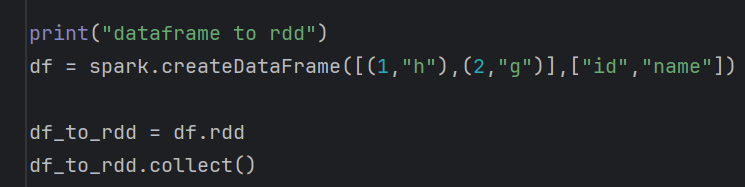 print("dataframe to rdd")
df = spark.createDataFrame([(1,"h"),(2,"g")],["id","name"])
df_to_rdd = df.rdd
df_to_rdd.collect()